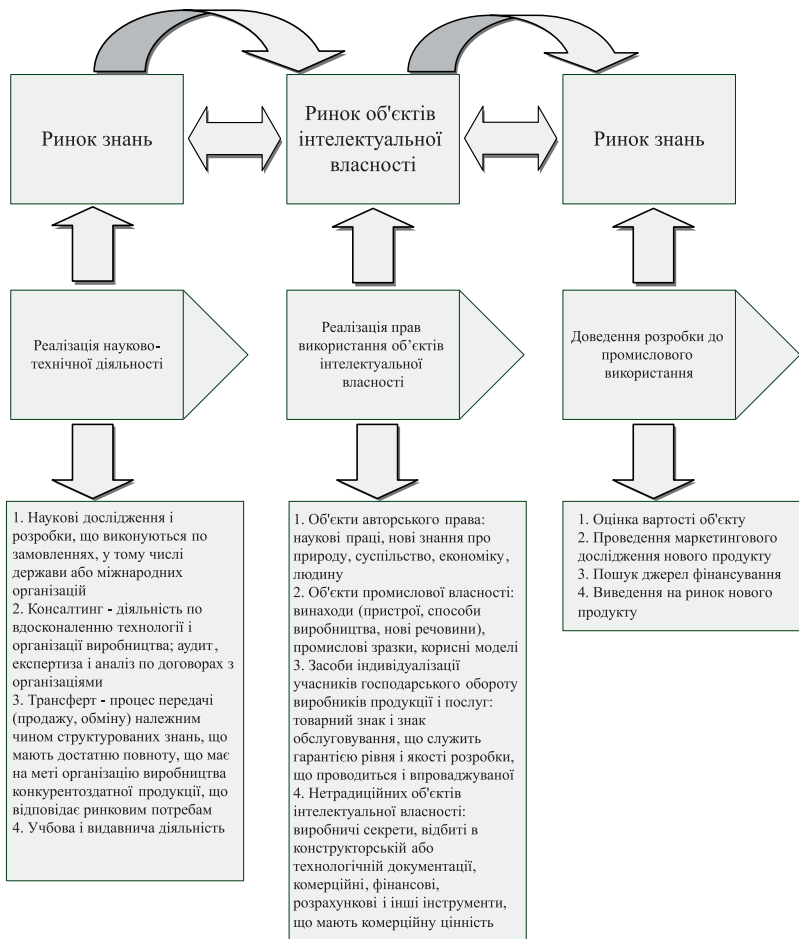 Ринок знань
Ринок об'єктів
інтелектуальної
власності
Ринок знань
Реалізація науково-
технічної діяльності
Реалізація прав
використання об’єктів
інтелектуальної
власності
Доведення розробки до
промислового
використання
1. Наукові дослідження і
розробки, що виконуються по
замовленнях, у тому числі
держави або міжнародних
організацій
2. Консалтинг - діяльність по
вдосконаленню технології і
організації виробництва; аудит,
експертиза і аналіз по договорах з
організаціями
3. Трансферт - процес передачі
(продажу, обміну) належним
чином структурованих знань, що
мають достатню повноту, що має
на меті організацію виробництва
конкурентоздатної продукції, що
відповідає ринковим потребам
4. Учбова і видавнича діяльність
1. Об'єкти авторського права:
наукові праці, нові знання про
природу, суспільство, економіку,
людину
2. Об'єкти промислової власності:
винаходи (пристрої, способи
виробництва, нові речовини),
промислові зразки, корисні моделі
3. Засоби індивідуалізації
учасників господарського обороту
виробників продукції і послуг:
товарний знак і знак
обслуговування, що служить
гарантією рівня і якості розробки,
що проводиться і впроваджуваної
4. Нетрадиційних об'єктів
інтелектуальної власності:
виробничі секрети, відбиті в
конструкторській або
технологічній документації,
комерційні, фінансові,
розрахункові і інші інструменти,
що мають комерційну цінність
1. Оцінка вартості об'єкту
2. Проведення маркетингового
дослідження нового продукту
3. Пошук джерел фінансування
4. Виведення на ринок нового
продукту